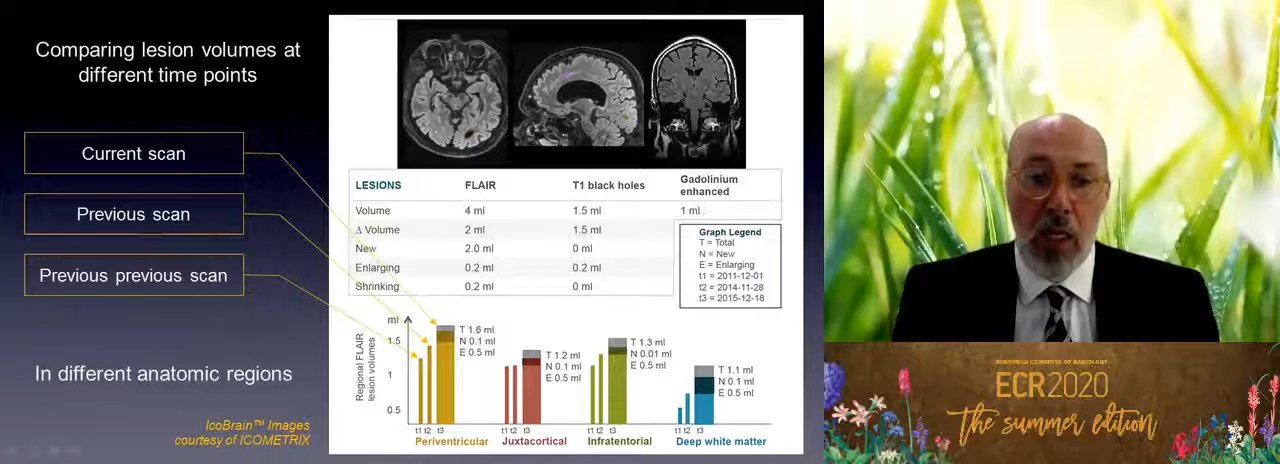 Comparing lesion volumes at
different time points
Current scan
Previous scan
Previous previous scan
In different anatomic regions
IcoBrain™ Images
courtesy of ICOMETRIX
LESIONS FLAIR T1 black holes Gadolinium enhanced
Volume 4 ml 1.5 ml 1 ml
Δ Volume 2 ml 1.5 ml
New 2.0 ml 0 ml
Enlarging 0.2 ml 0.2 ml
Shrinking 0.2 ml 0 ml
Graph Legend
T = Total
N = New
E = Enlarging
t1 = 2011-12-01
t2 = 2014-11-28
t3 = 2015-12-18
Regional FLAIR
lesion volumes
ml
1.5
1
0.5
T 1.6 ml
N 0.1 ml
E 0.5 ml
t1 t2 t3
Periventricular
T 1.2 ml
N 0.1 ml
E 0.5 ml
t1 t2 t3
Juxtacortical
T 1.3 ml
N 0.01 ml
E 0.5 ml
t1 t2 t3
Infratentorial
T 1.1 ml
N 0.1 ml
E 0.5 ml
t1 t2 t3
Deep white matter
EUROPEAN CONGRESS OF RADIOLOGY
ECR2020
The summer edition